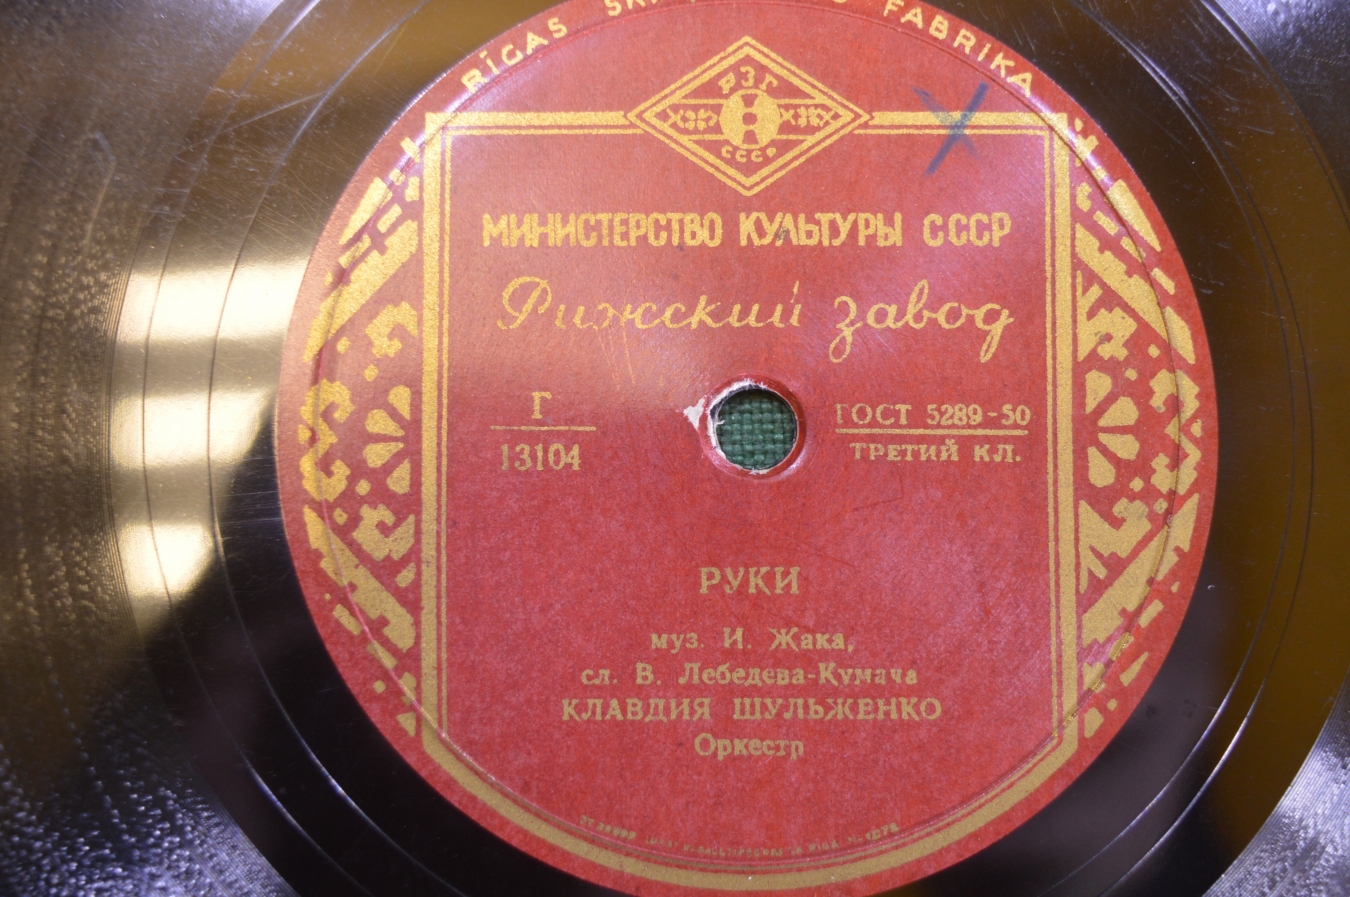 RĪGAS FABRIKA
РЗГ
СССР
МИНИСТЕРСТВО КУЛЬТУРЫ СССР
Рижский завод
Г
13104
ГОСТ 5289-50
ТРЕТИЙ КЛ.
РУКИ
муз. И. Жака,
сл. В. Лебедева-Кумача
КЛАВДИЯ ШУЛЬЖЕНКО
Оркестр